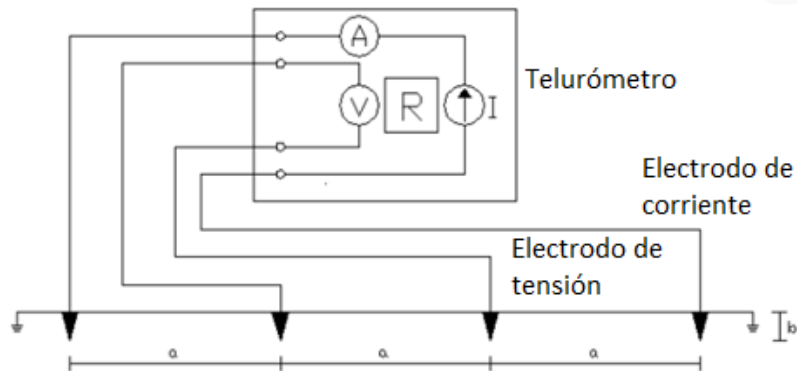 A
V
R
I
Telurómetro
Electrodo de
corriente
Electrodo de
tensión
b
a
a
a